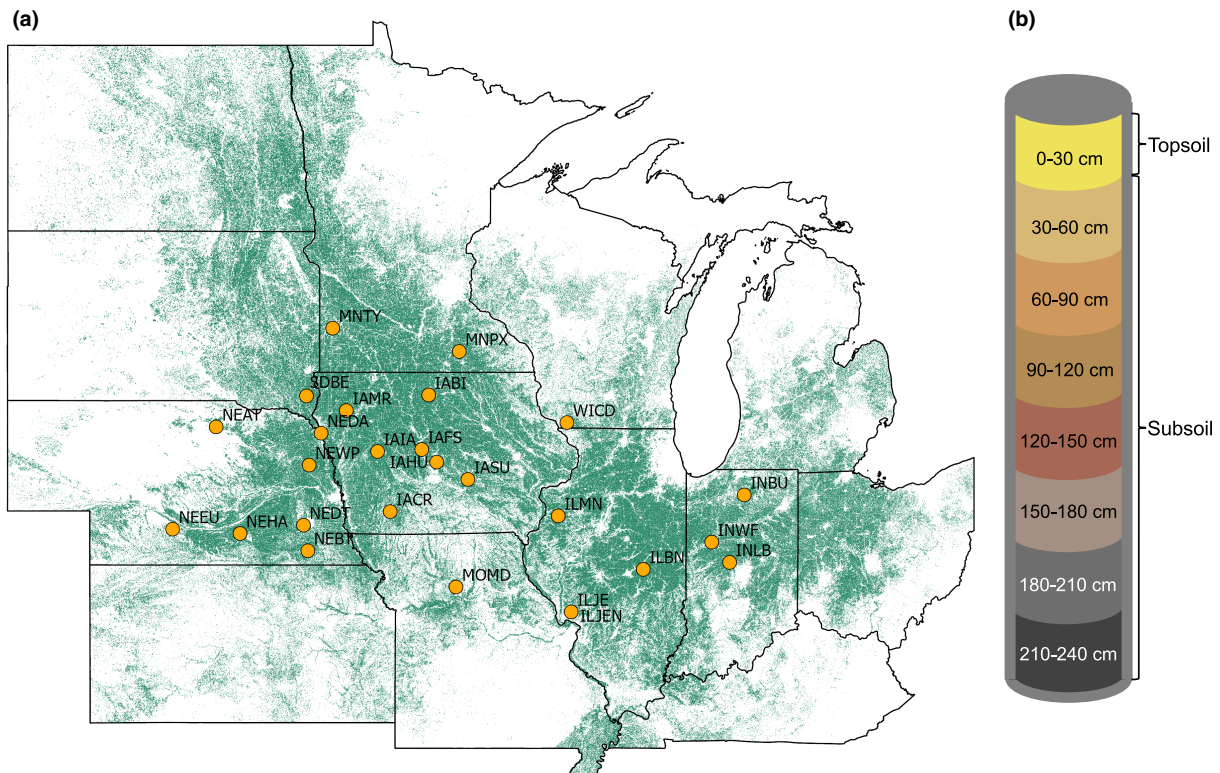 (a)
(b)
MNTY
MNPX
SDBE
IAMR
IABI
NEAT
NEDA
WICD
NEWP
IAIA
IAFS
IAHU
IASU
NEEU
NEHA
NEDT
NEBT
IACR
ILMN
INBU
INWF
INLB
ILBN
MOMD
ILJE
ILJEN
0-30 cm
Topsoil
30-60 cm
60-90 cm
90-120 cm
120-150 cm
Subsoil
150-180 cm
180-210 cm
210-240 cm